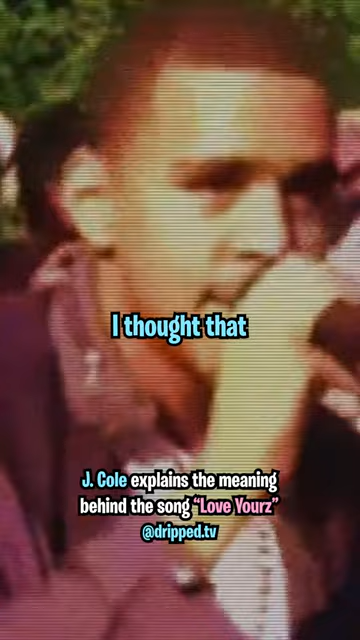 I thought that
J. Cole explains the meaning
behind the song “Love Yourz”
@dripped.tv